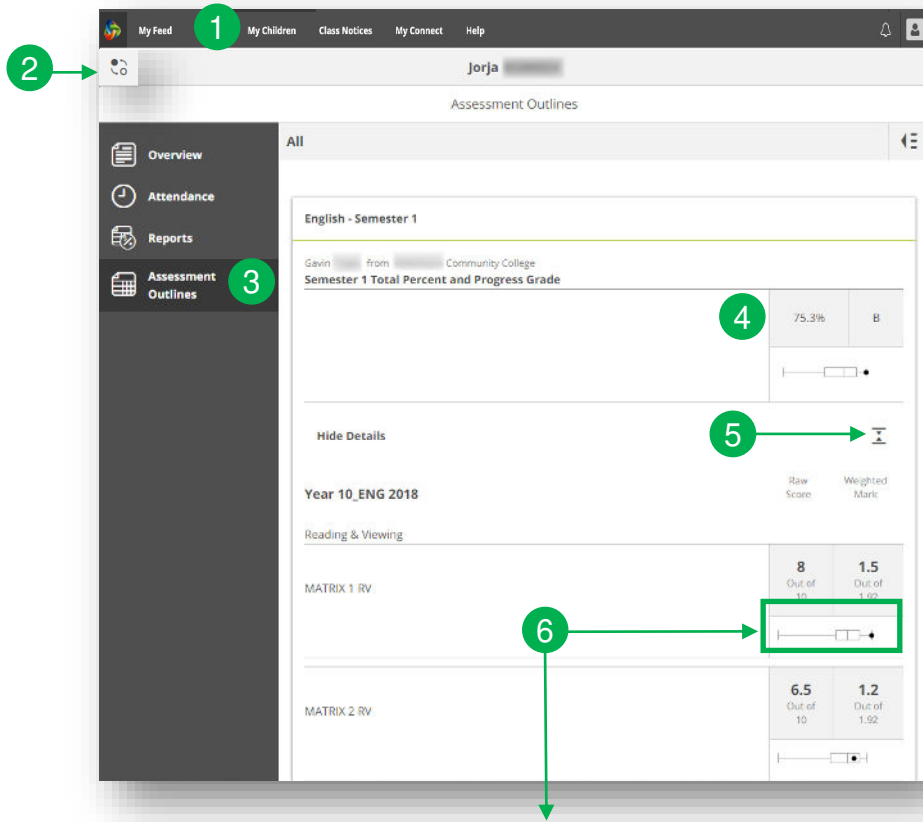 My Feed 1 My Children Class Notices My Connect Help
2
Jorja
Assessment Outlines
All
Overview
Attendance
Reports
Assessment
Outlines
3
English - Semester 1
Gavin from Community College
Semester 1 Total Percent and Progress Grade
4 75.3% B
Hide Details
5
Raw Weighted
Score Mark
Year 10_ENG 2018
Reading & Viewing
MATRIX 1 RV
8 1.5
Out of Out of
10 1.92
6
MATRIX 2 RV
6.5 1.2
Out of Out of
10 1.92